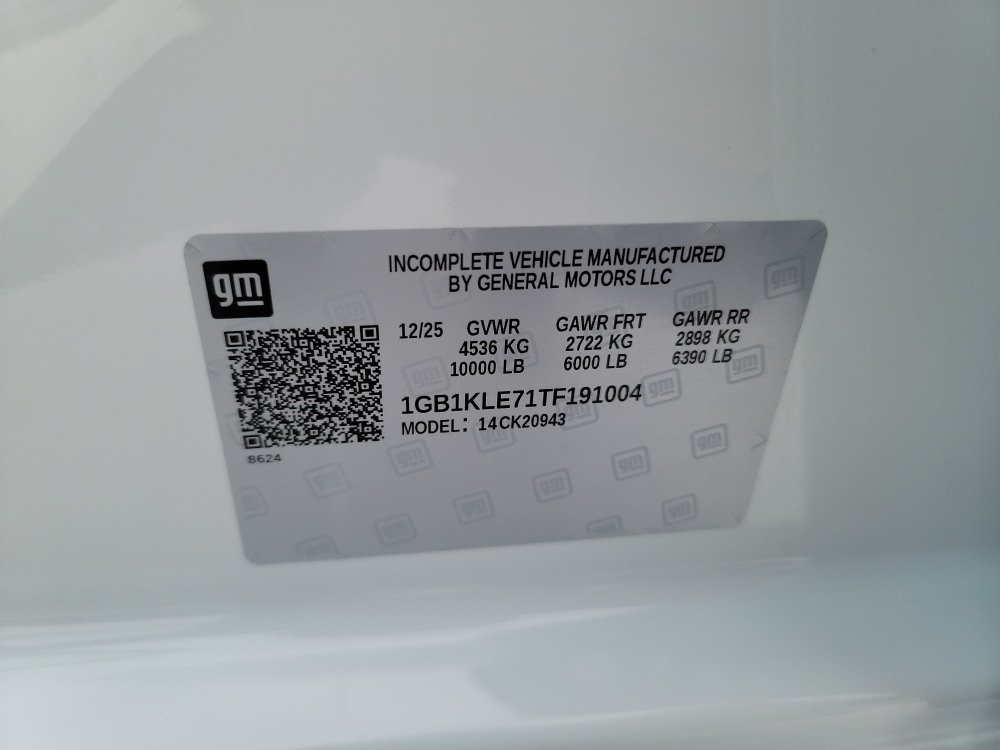 gm
INCOMPLETE VEHICLE MANUFACTURED
BY GENERAL MOTORS LLC
12/25 GVWR GAWR FRT GAWR RR
4536 KG 2722 KG 2898 KG
10000 LB 6000 LB 6390 LB
1GB1KLE71TF191004
MODEL: 14CK20943
8624